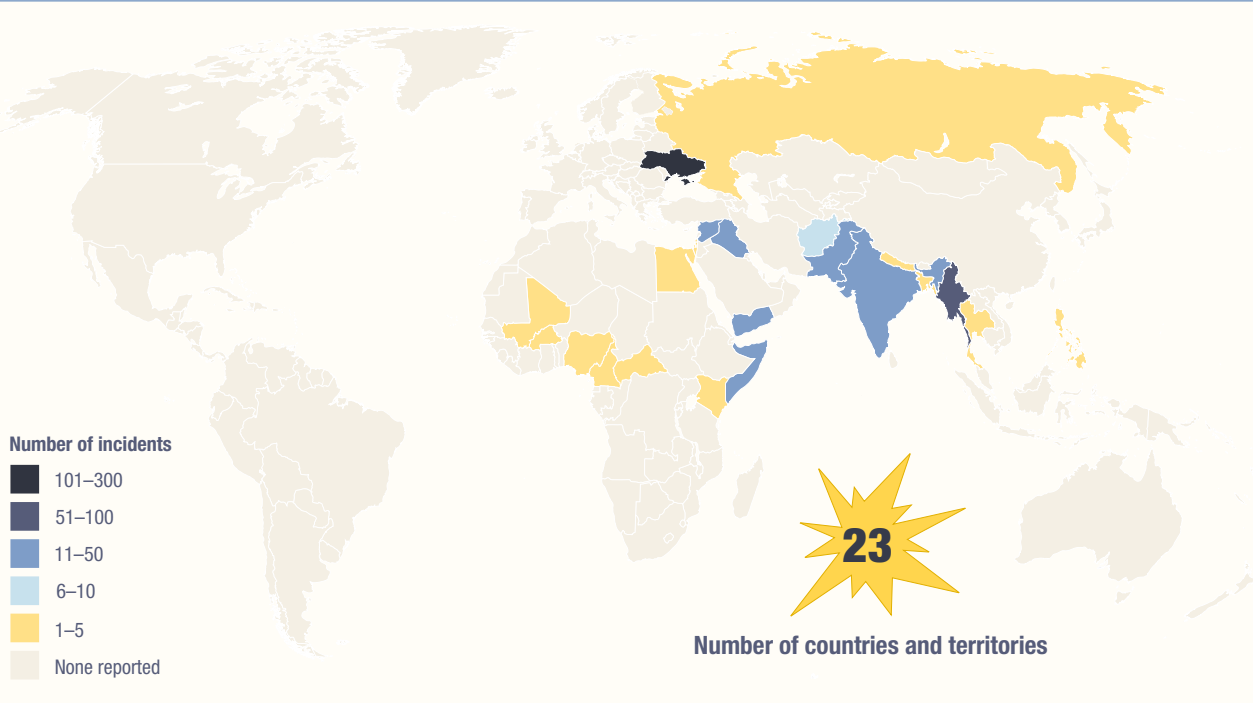 Number of incidents
101–300
51–100
11–50
6–10
1–5
None reported
23
Number of countries and territories